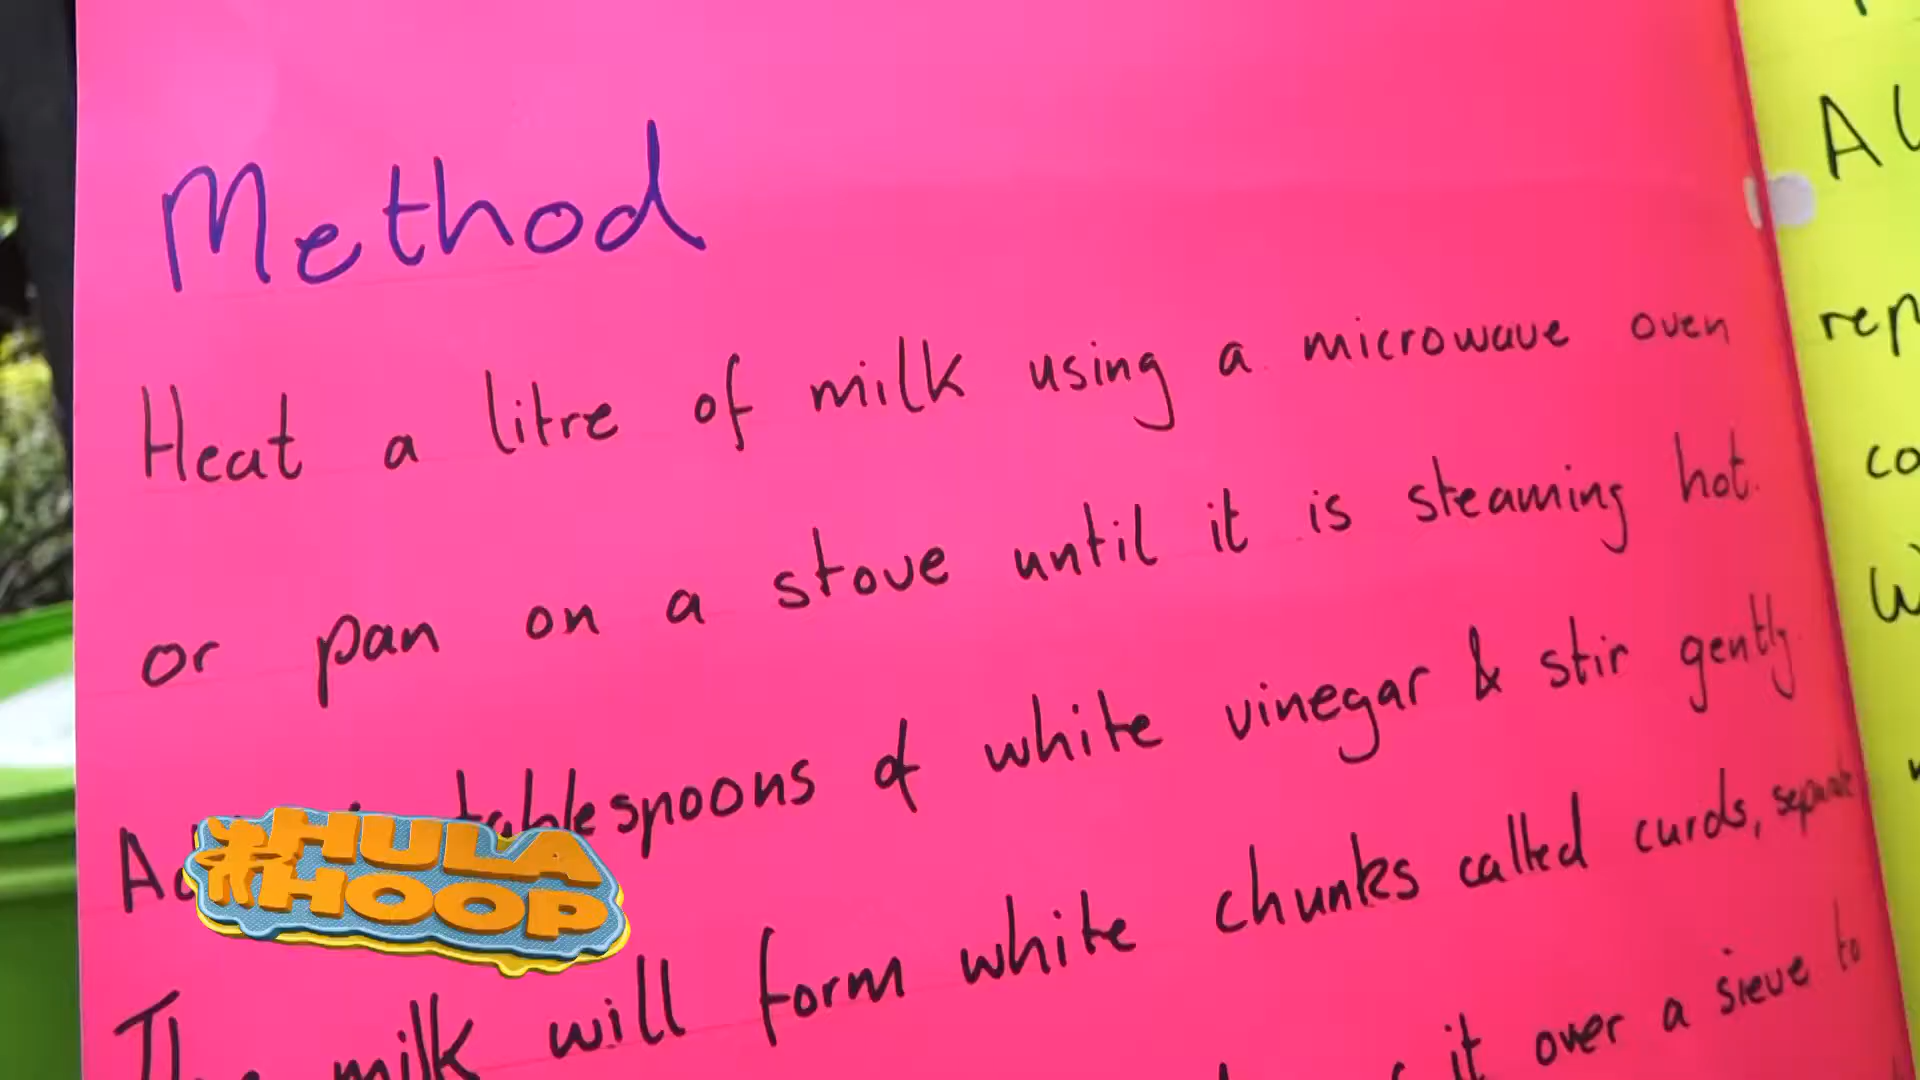 Method
Heat a litre of milk using a microwave oven
or pan on a stove until it is steaming hot.
tablespoons of white vinegar & stir gently.
The milk will form white chunks called curds, separate
it over a sieve to
#HULA
#HOOP
A
rep
co